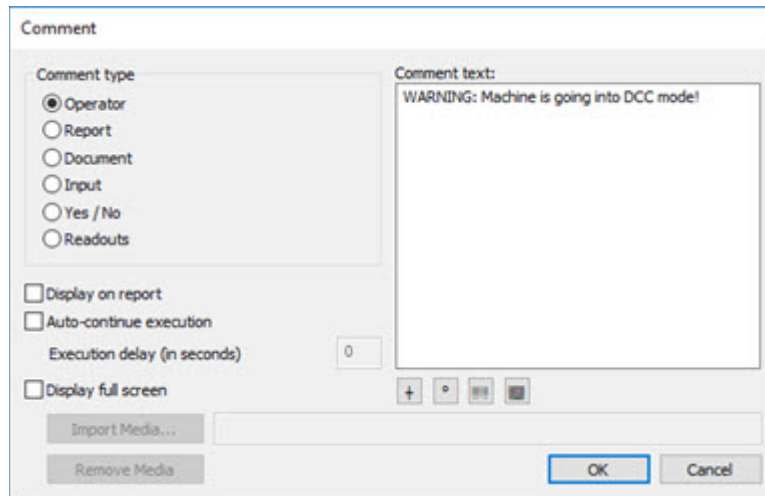 Comment
Comment type
Operator
Report
Document
Input
Yes / No
Readouts
Display on report
Auto-continue execution
Execution delay (in seconds)
0
Display full screen
Import Media...
Remove Media
Comment text:
WARNING: Machine is going into DCC mode!
OK
Cancel